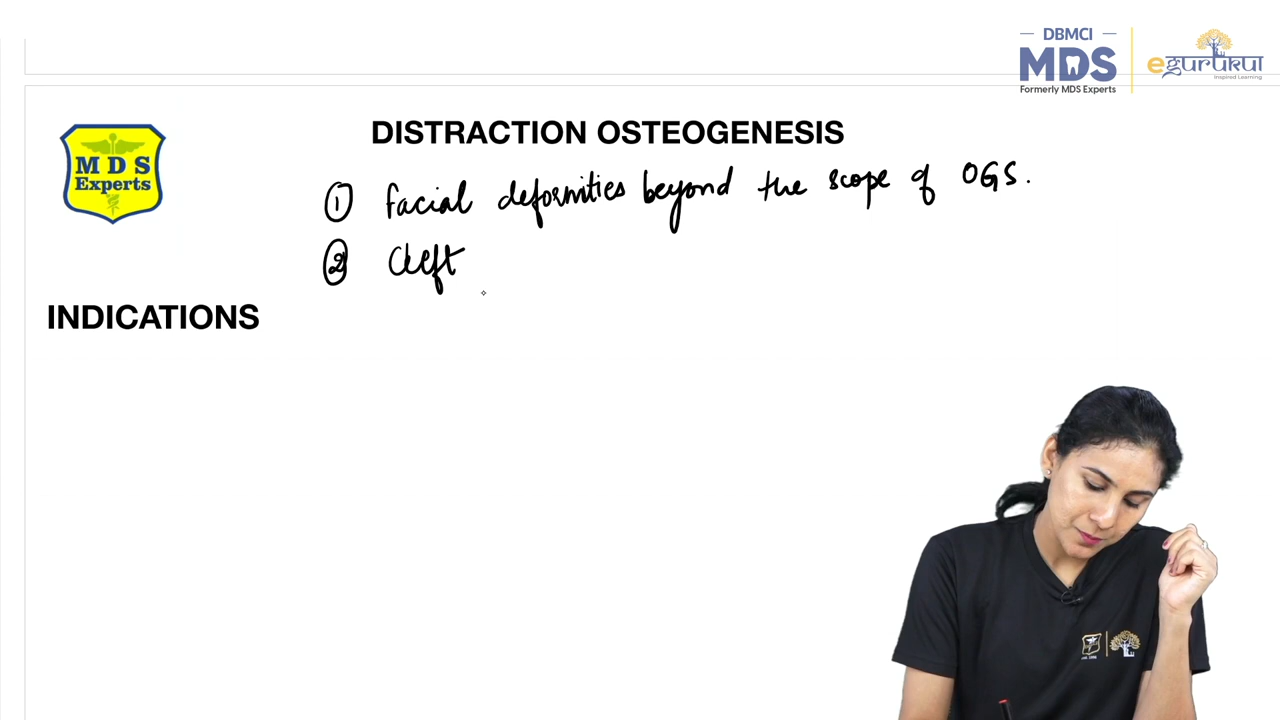 — DBMCI —
MDS
Formerly MDS Experts
egurukul
Inspired Learning
MDS
Experts
DISTRACTION OSTEOGENESIS
① Facial deformities beyond the scope of OGS.
② Cleft
INDICATIONS